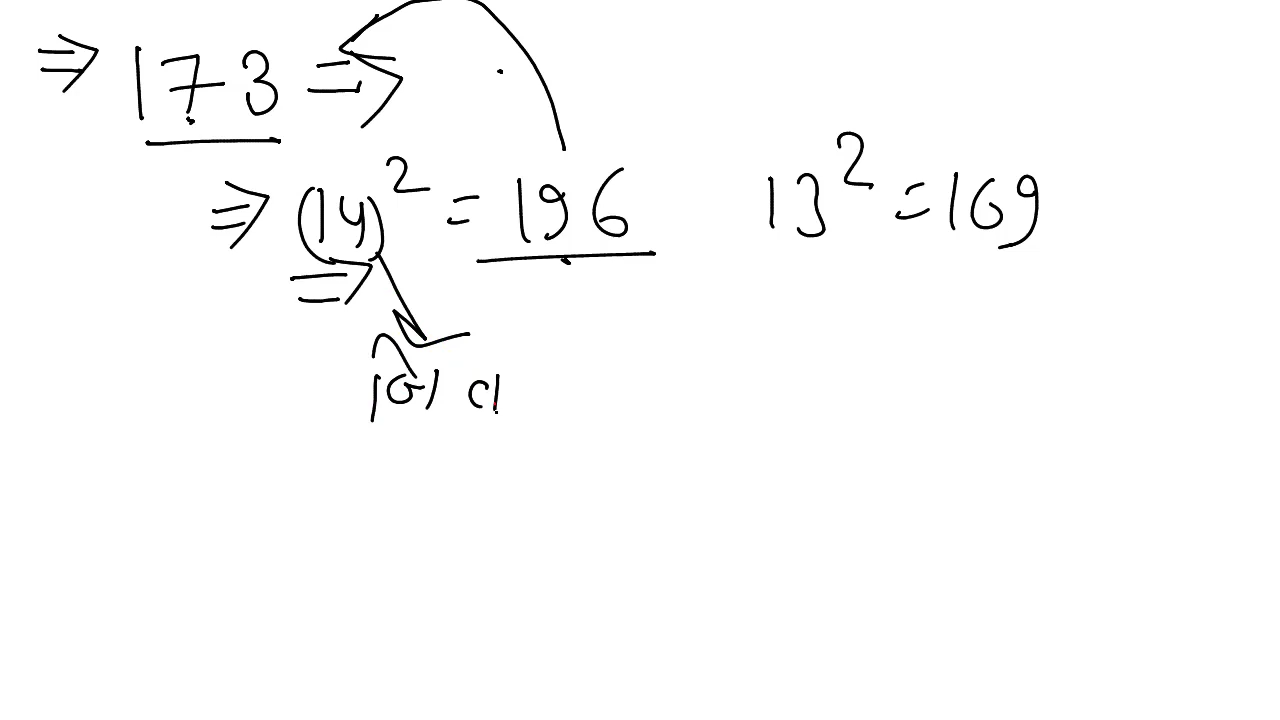 ⇒ 173 ⇒
⇒ (14)² = 196 13² = 169
⇒